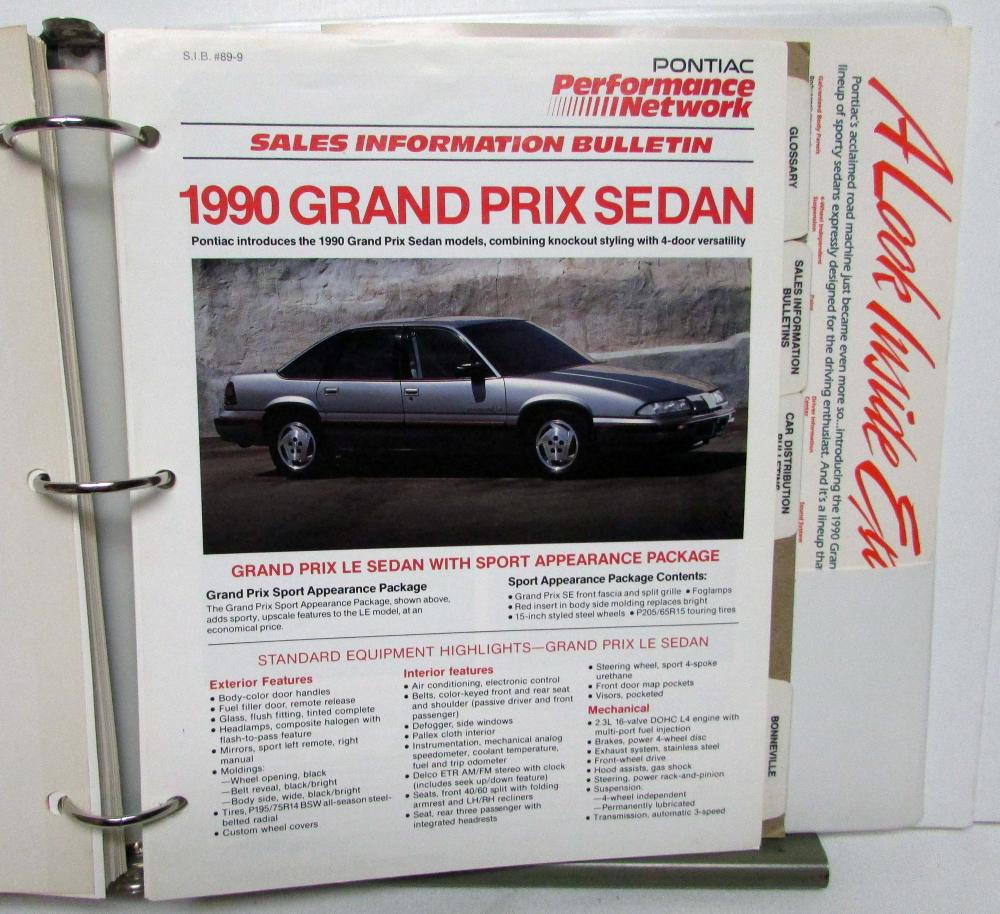 S.I.B. #89-9
PONTIAC
Performance
Network
SALES INFORMATION BULLETIN
1990 GRAND PRIX SEDAN
Pontiac introduces the 1990 Grand Prix Sedan models, combining knockout styling with 4-door versatility
GRAND PRIX LE SEDAN WITH SPORT APPEARANCE PACKAGE
Grand Prix Sport Appearance Package
The Grand Prix Sport Appearance Package, shown above,
adds sporty, upscale features to the LE model, at an
economical price.
Sport Appearance Package Contents:
• Grand Prix SE front fascia and split grille • Foglamps
• Red insert in body side molding replaces bright
• 15-inch styled steel wheels • P205/65R15 touring tires
STANDARD EQUIPMENT HIGHLIGHTS—GRAND PRIX LE SEDAN
Exterior Features
• Body-color door handles
• Fuel filler door, remote release
• Glass, flush fitting, tinted complete
• Headlamps, composite halogen with
flash-to-pass feature
• Mirrors, sport left remote, right
manual
• Moldings:
—Wheel opening, black
—Belt reveal, black/bright
—Body side, wide, black/bright
• Tires, P195/75R14 BSW all-season steel-
belted radial
• Custom wheel covers
Interior features
• Air conditioning, electronic control
• Belts, color-keyed front and rear seat
and shoulder (passive driver and front
passenger)
• Defogger, side windows
• Pallex cloth interior
• Instrumentation, mechanical analog
speedometer, coolant temperature,
fuel and trip odometer
• Delco ETR AM/FM stereo with clock
(includes seek up/down feature)
• Seats, front 40/60 split with folding
armrest and LH/RH recliners
• Seat, rear three passenger with
integrated headrests
• Steering wheel, sport 4-spoke
urethane
• Front door map pockets
• Visors, pocketed
Mechanical
• 2.3L 16-valve DOHC L4 engine with
multi-port fuel injection
• Brakes, power 4-wheel disc
• Exhaust system, stainless steel
• Front-wheel drive
• Hood assists, gas shock
• Steering, power rack-and-pinion
• Suspension:
—4-wheel independent
—Permanently lubricated
• Transmission, automatic 3-speed
GLOSSARY
SALES INFORMATION
BULLETINS
CAR DISTRIBUTION
BULLETINS
BONNEVILLE
Galvanized Body Panels
4-Wheel Independent
Suspension
Driver Information
Center
Sound System
A Look Inside
Pontiac's acclaimed road machine just became even more so...introducing the 1990 Gran
lineup of sporty sedans expressly designed for the driving enthusiast. And it's a lineup tha